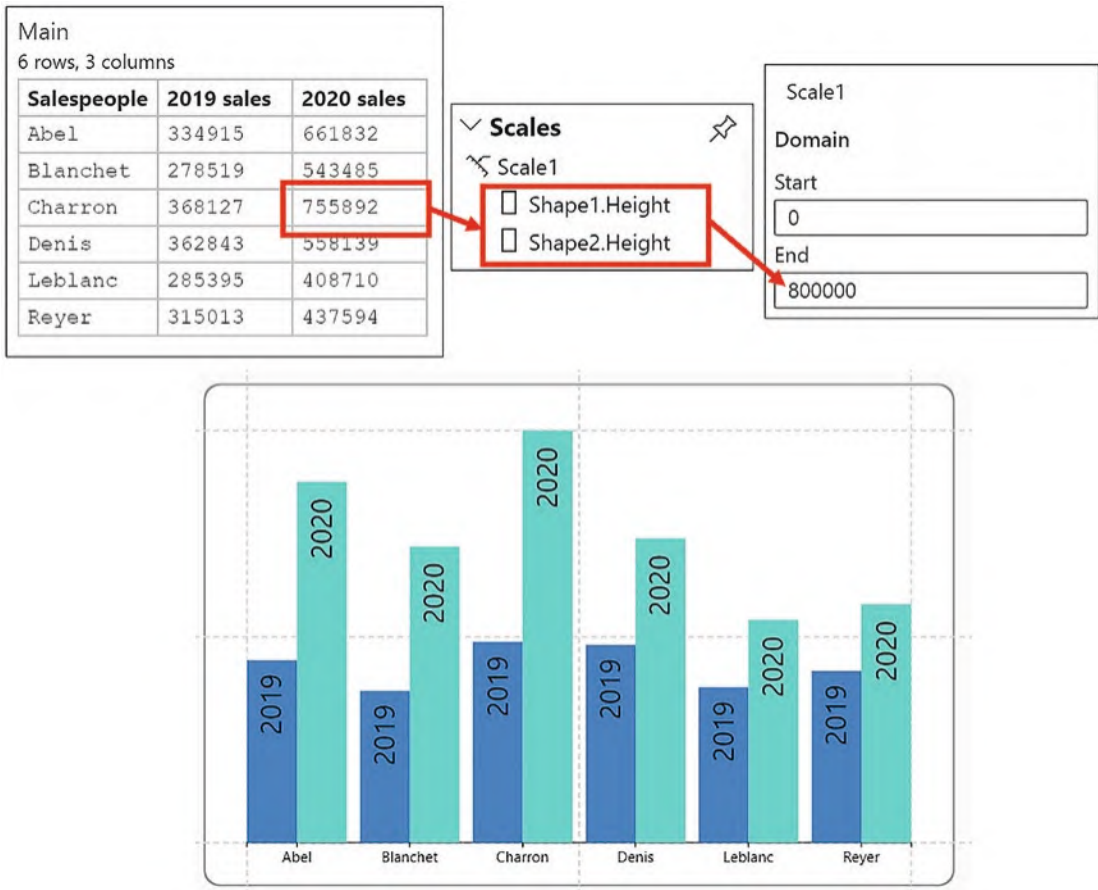 Main
6 rows, 3 columns
Salespeople 2019 sales 2020 sales
Abel 334915 661832
Blanchet 278519 543485
Charron 368127 755892
Denis 362843 558139
Leblanc 285395 408710
Reyer 315013 437594
Scales
Scale1
Shape1.Height
Shape2.Height
Scale1
Domain
Start
0
End
800000
2019 2020 2019 2020 2019 2020 2019 2020 2019 2020 2019 2020
Abel Blanchet Charron Denis Leblanc Reyer